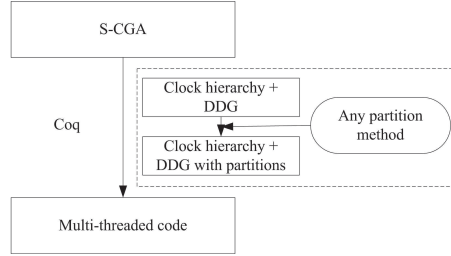 S-CGA
Clock hierarchy +
DDG
Any partition
method
Coq
Clock hierarchy +
DDG with partitions
Multi-threaded code